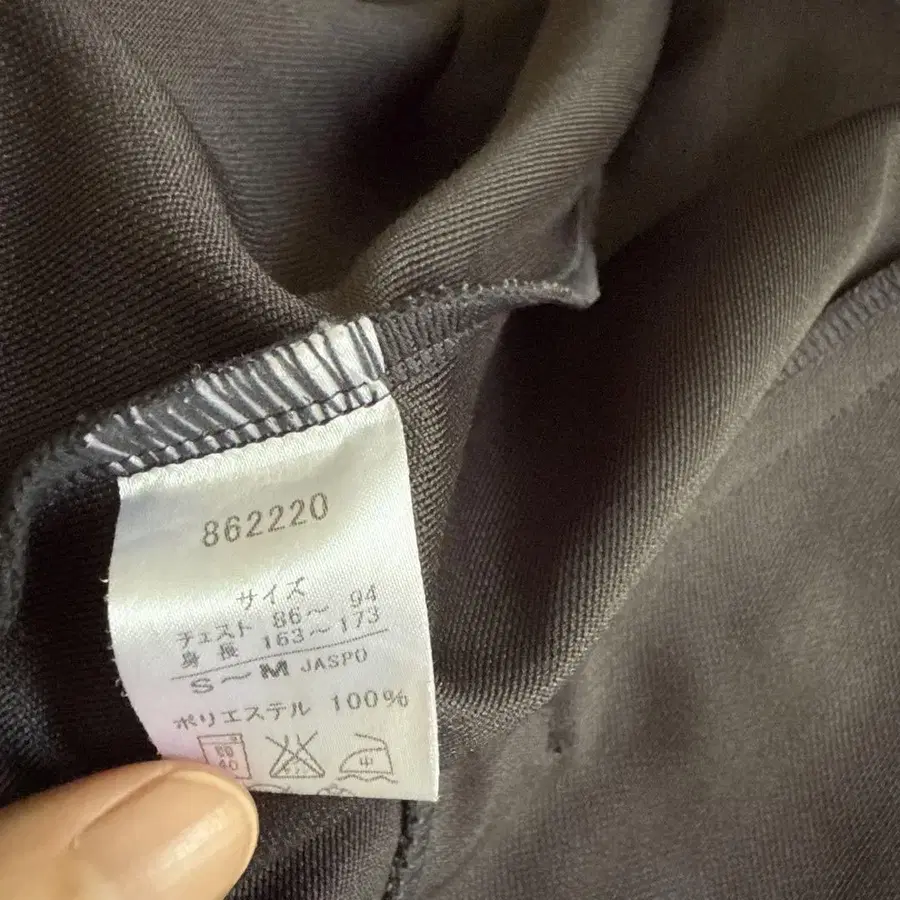 862220
サイズ
チェスト 86～94
身長 163～173
S～M JASPO
ポリエステル 100%
40
中